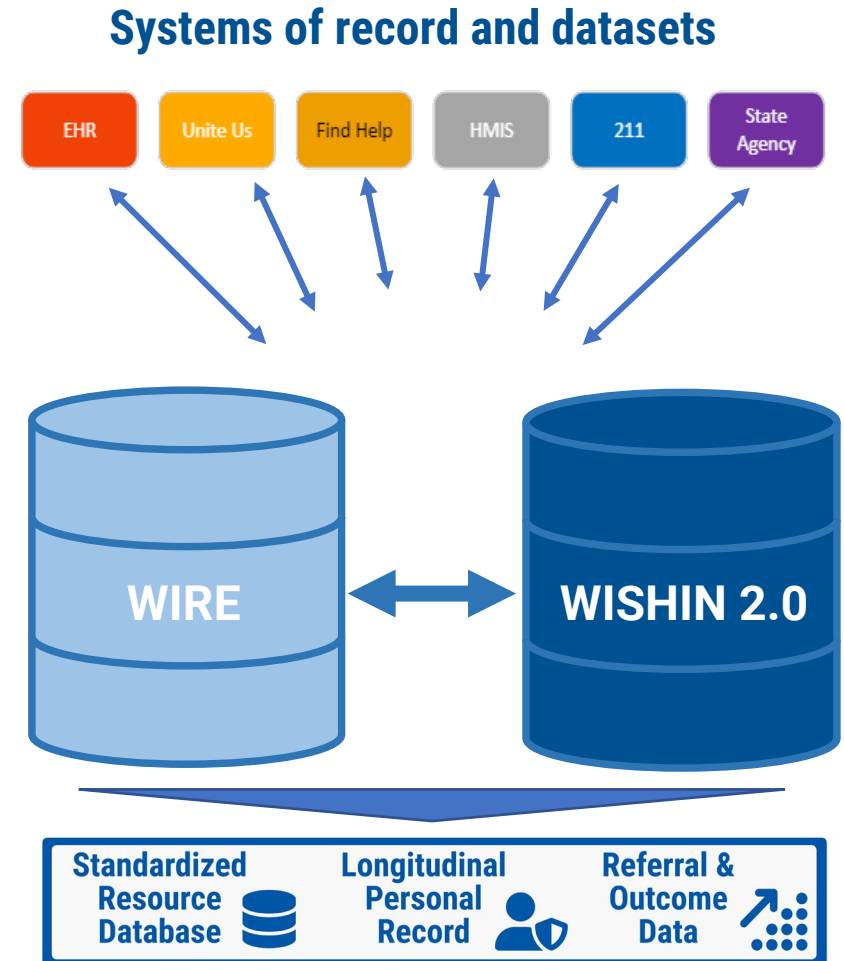 Systems of record and datasets
EHR
Unite Us
Find Help
HMIS
211
State
Agency
WIRE
WISHIN 2.0
Standardized
Resource
Database
Longitudinal
Personal
Record
Referral &
Outcome
Data